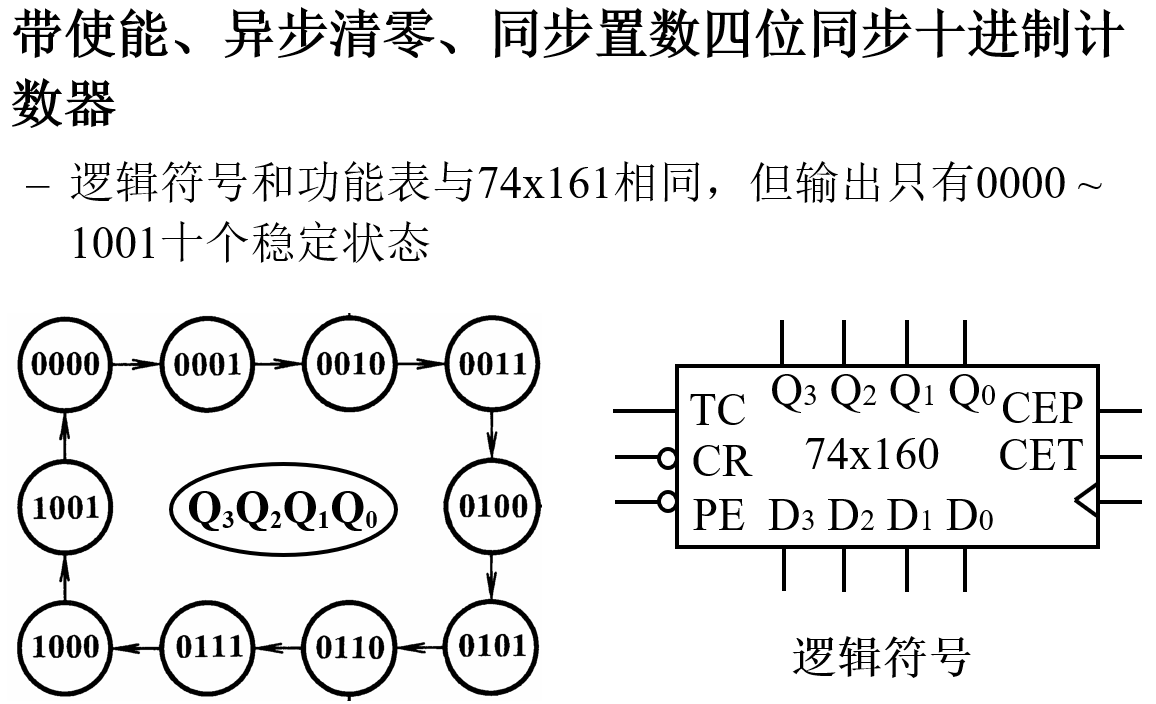 带使能、异步清零、同步置数四位同步十进制计
数器
– 逻辑符号和功能表与74x161相同，但输出只有0000 ~
1001十个稳定状态
0000 0001 0010 0011
1001 Q3Q2Q1Q0 0100
1000 0111 0110 0101
Q3 Q2 Q1 Q0
TC CEP
CR 74x160 CET
PE D3 D2 D1 D0
逻辑符号